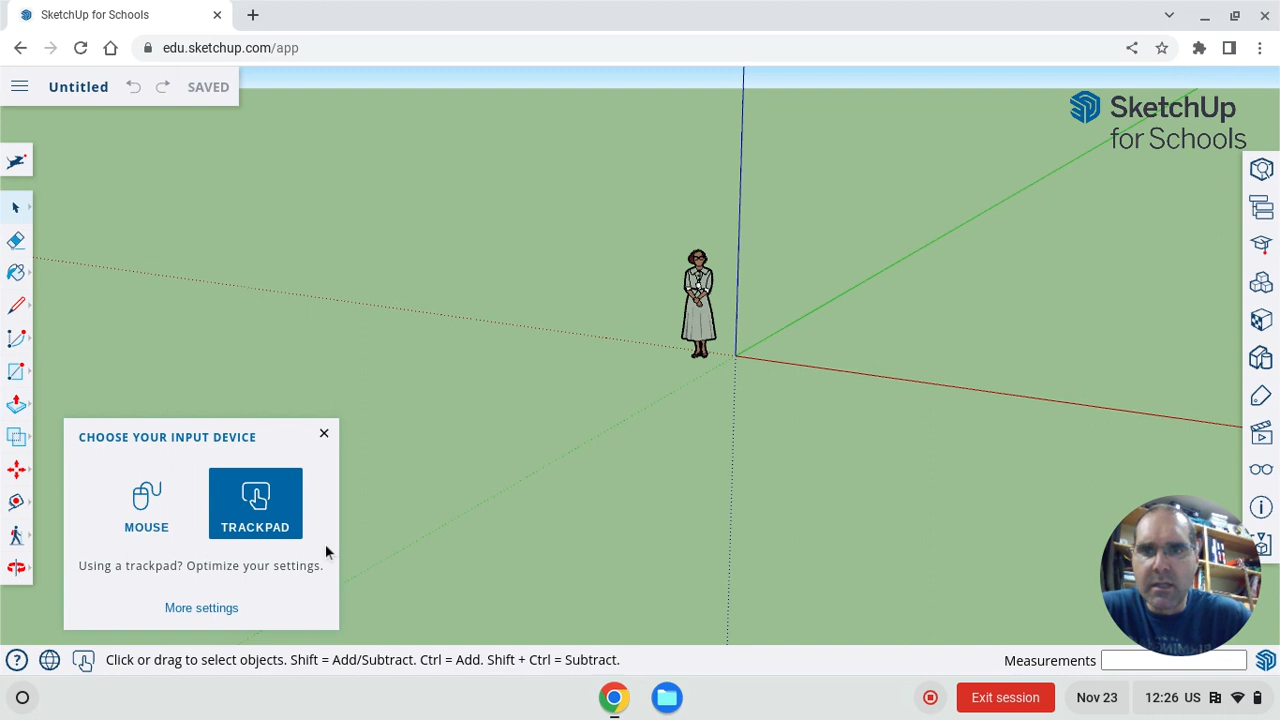 SketchUp for Schools
edu.sketchup.com/app
Untitled
SAVED
SketchUp
for Schools
CHOOSE YOUR INPUT DEVICE
MOUSE
TRACKPAD
Using a trackpad? Optimize your settings.
More settings
Click or drag to select objects. Shift = Add/Subtract. Ctrl = Add. Shift + Ctrl = Subtract.
Measurements
Exit session
Nov 23
12:26 US